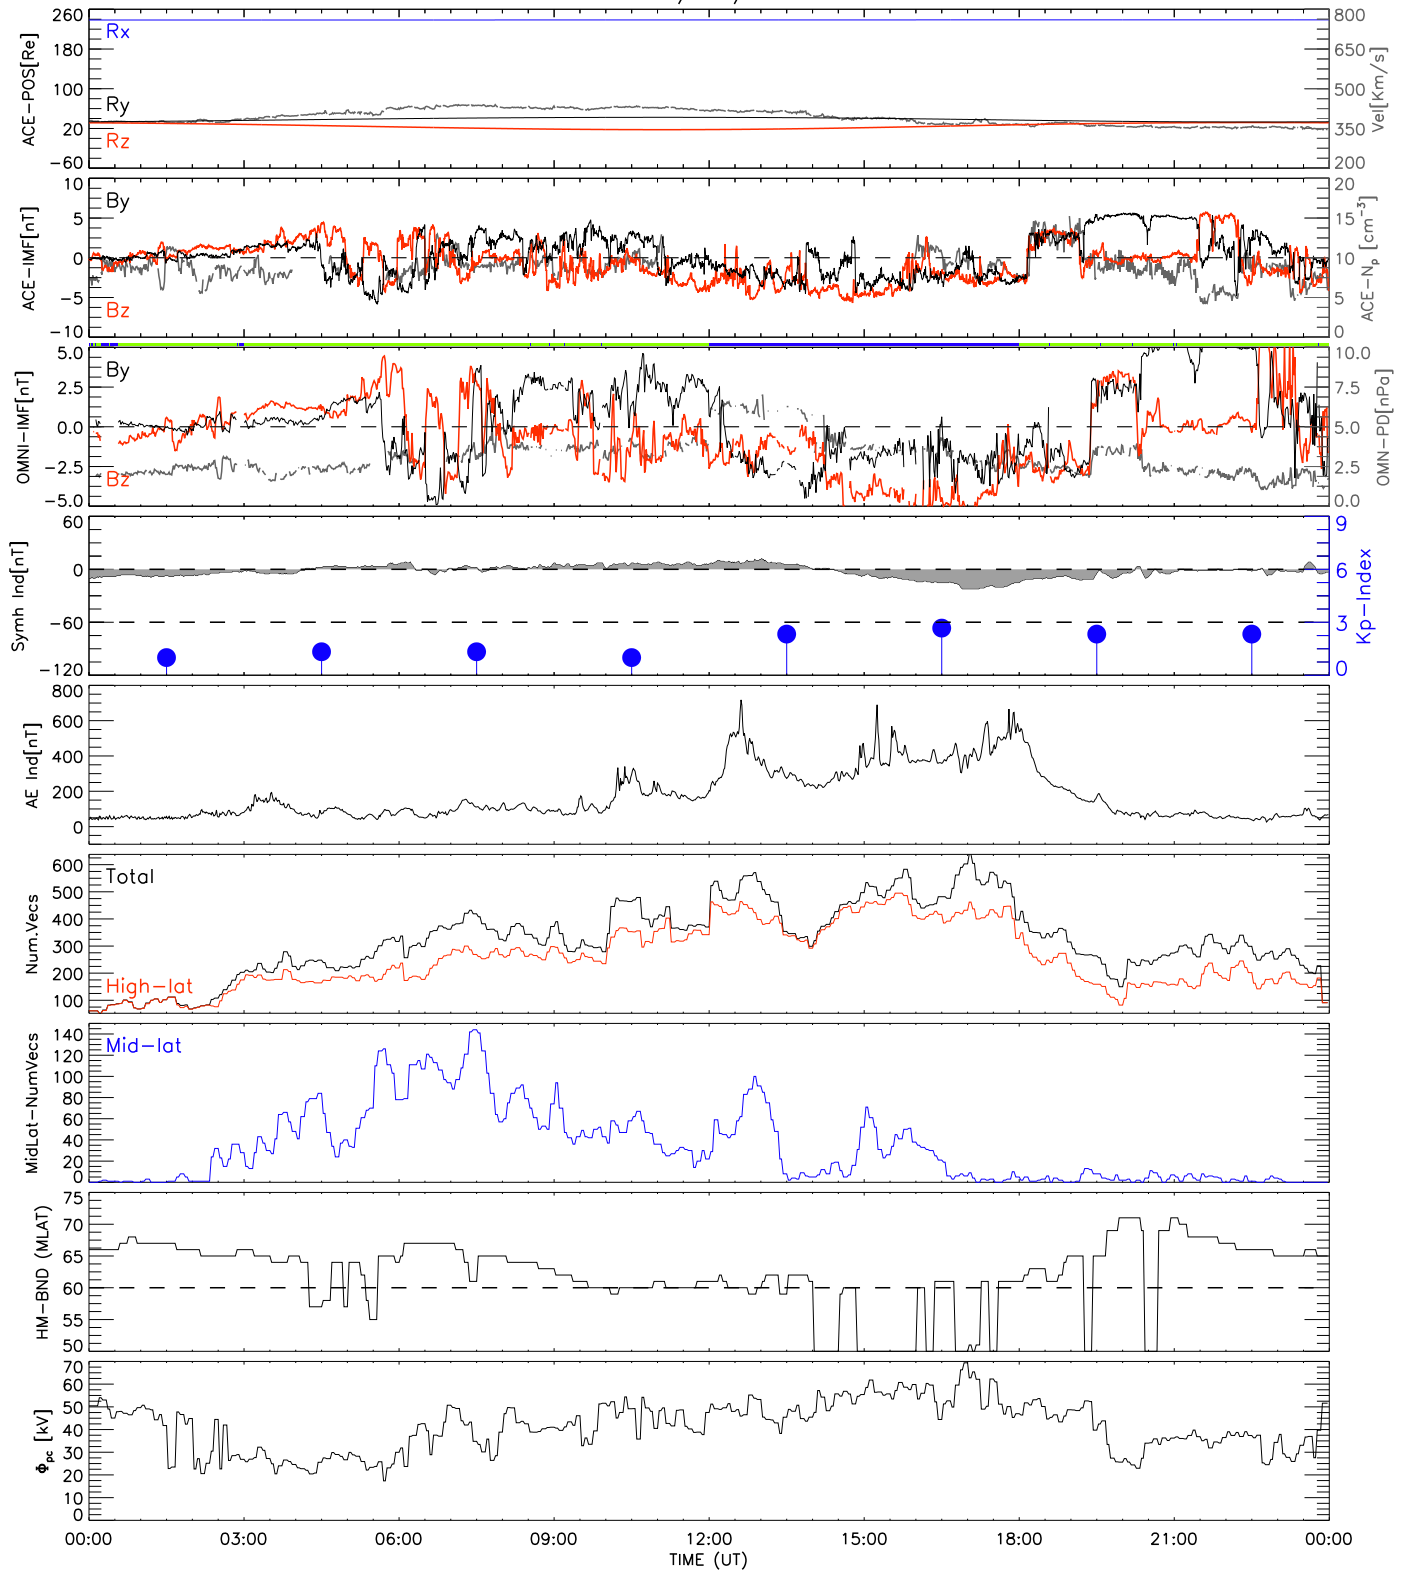 260
180
100
20
−60
ACE−POS[Re]
Rx
Ry
Rz
800
650
500
350
200
Vel[Km/s]
10
5
0
−5
−10
ACE−IMF[nT]
By
Bz
20
15
10
5
0
ACE−Np [cm⁻³]
5.0
2.5
0.0
−2.5
−5.0
OMNI−IMF[nT]
By
Bz
10.0
7.5
5.0
2.5
0.0
OMN−PD[nPa]
60
0
−60
−120
Symh Ind[nT]
9
6
3
0
Kp−Index
800
600
400
200
0
AE Ind[nT]
600
500
400
300
200
100
Num.Vecs
Total
High−lat
140
120
100
80
60
40
20
0
MidLat−NumVecs
Mid−lat
75
70
65
60
55
50
HM−BND (MLAT)
70
60
50
40
30
20
10
0
Φpc [kV]
00:00 03:00 06:00 09:00 12:00 15:00 18:00 21:00 00:00
TIME (UT)